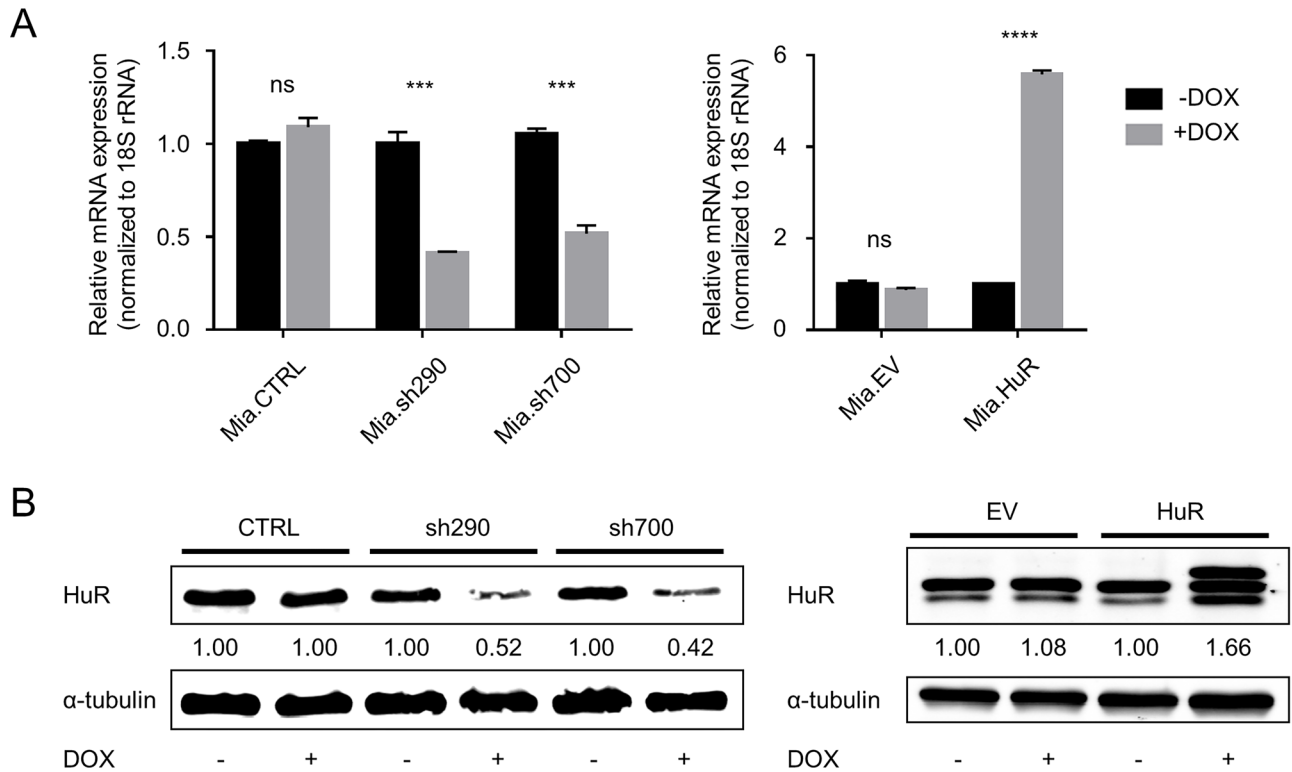 A
Relative mRNA expression
(normalized to 18S rRNA)
1.5
1.0
0.5
0.0
ns
***
***
Mia.CTRL
Mia.sh290
Mia.sh700
Relative mRNA expression
(normalized to 18S rRNA)
6
4
2
0
ns
****
Mia.EV
Mia.HuR
-DOX
+DOX
B
CTRL sh290 sh700
HuR
1.00 1.00 1.00 0.52 1.00 0.42
α-tubulin
DOX - + - + - +
EV HuR
HuR
1.00 1.08 1.00 1.66
α-tubulin
DOX - + - +